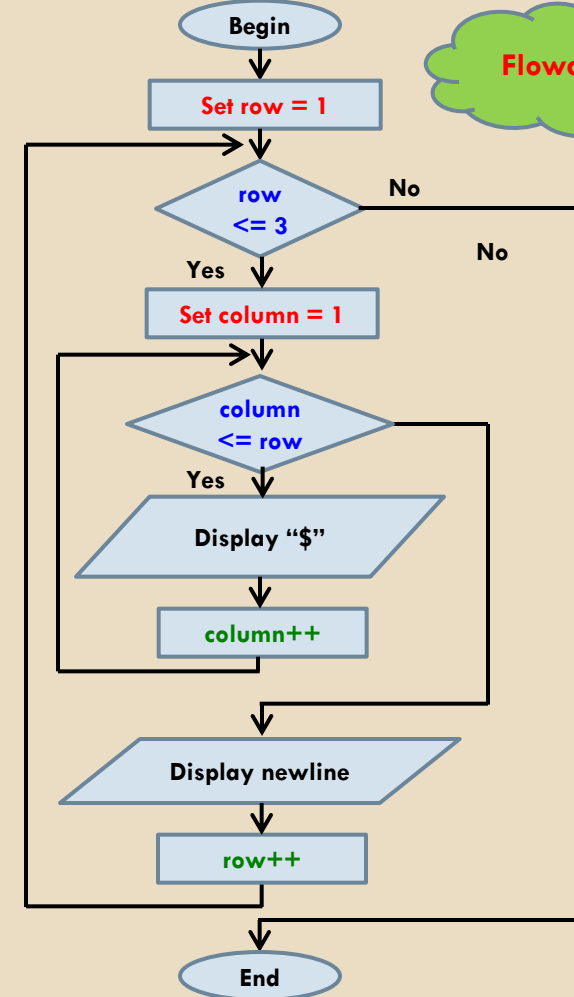 Begin
Set row = 1
row
<= 3
No
No
Yes
Set column = 1
column
<= row
Yes
Display “$”
column++
Display newline
row++
End